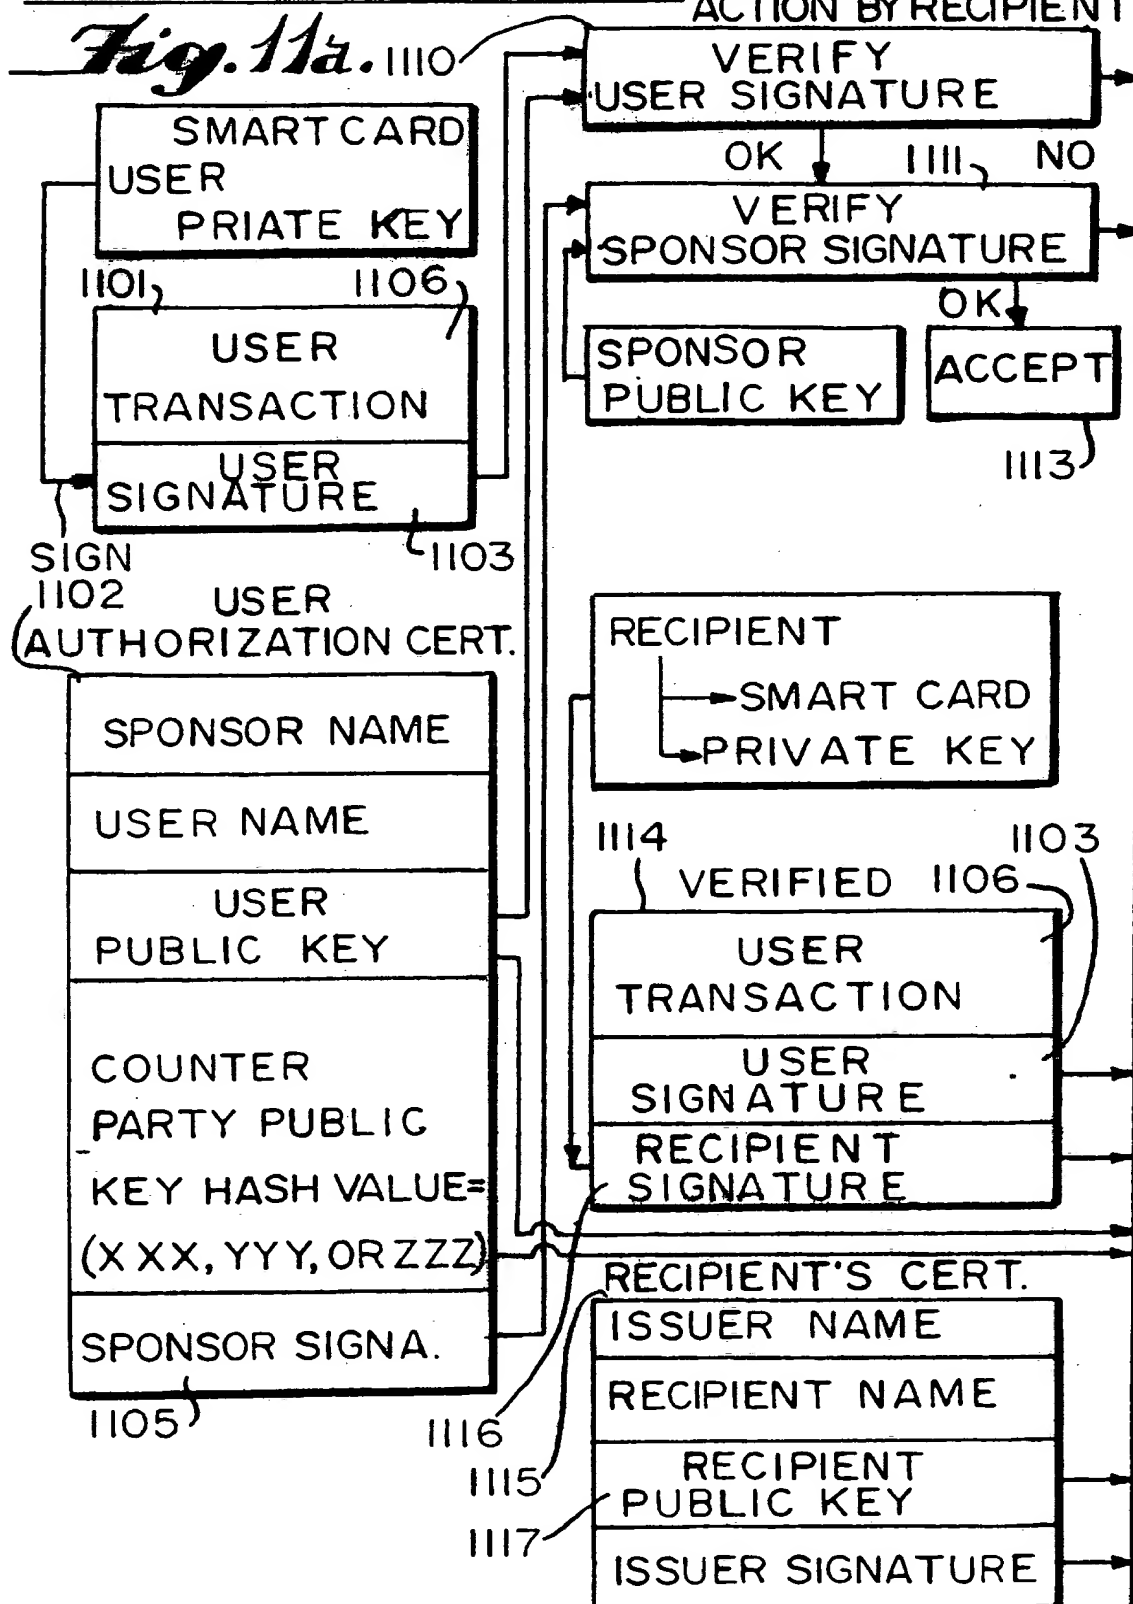 ACTION BY RECIPIENT
Fig. 11a.
1110
VERIFY
USER SIGNATURE
SMART CARD
USER
PRIATE KEY
OK
1111
NO
VERIFY
SPONSOR SIGNATURE
1101
1106
USER
TRANSACTION
USER
SIGNATURE
OK
SPONSOR
PUBLIC KEY
ACCEPT
1113
SIGN
1103
1102
USER
AUTHORIZATION CERT.
SPONSOR NAME
USER NAME
USER
PUBLIC KEY
COUNTER
PARTY PUBLIC
KEY HASH VALUE=
(XXX, YYY, OR ZZZ)
SPONSOR SIGNA.
1105
RECIPIENT
SMART CARD
PRIVATE KEY
1114
1103
VERIFIED
1106
USER
TRANSACTION
USER
SIGNATURE
RECIPIENT
SIGNATURE
RECIPIENT'S CERT.
ISSUER NAME
RECIPIENT NAME
1116
1115
RECIPIENT
PUBLIC KEY
1117
ISSUER SIGNATURE